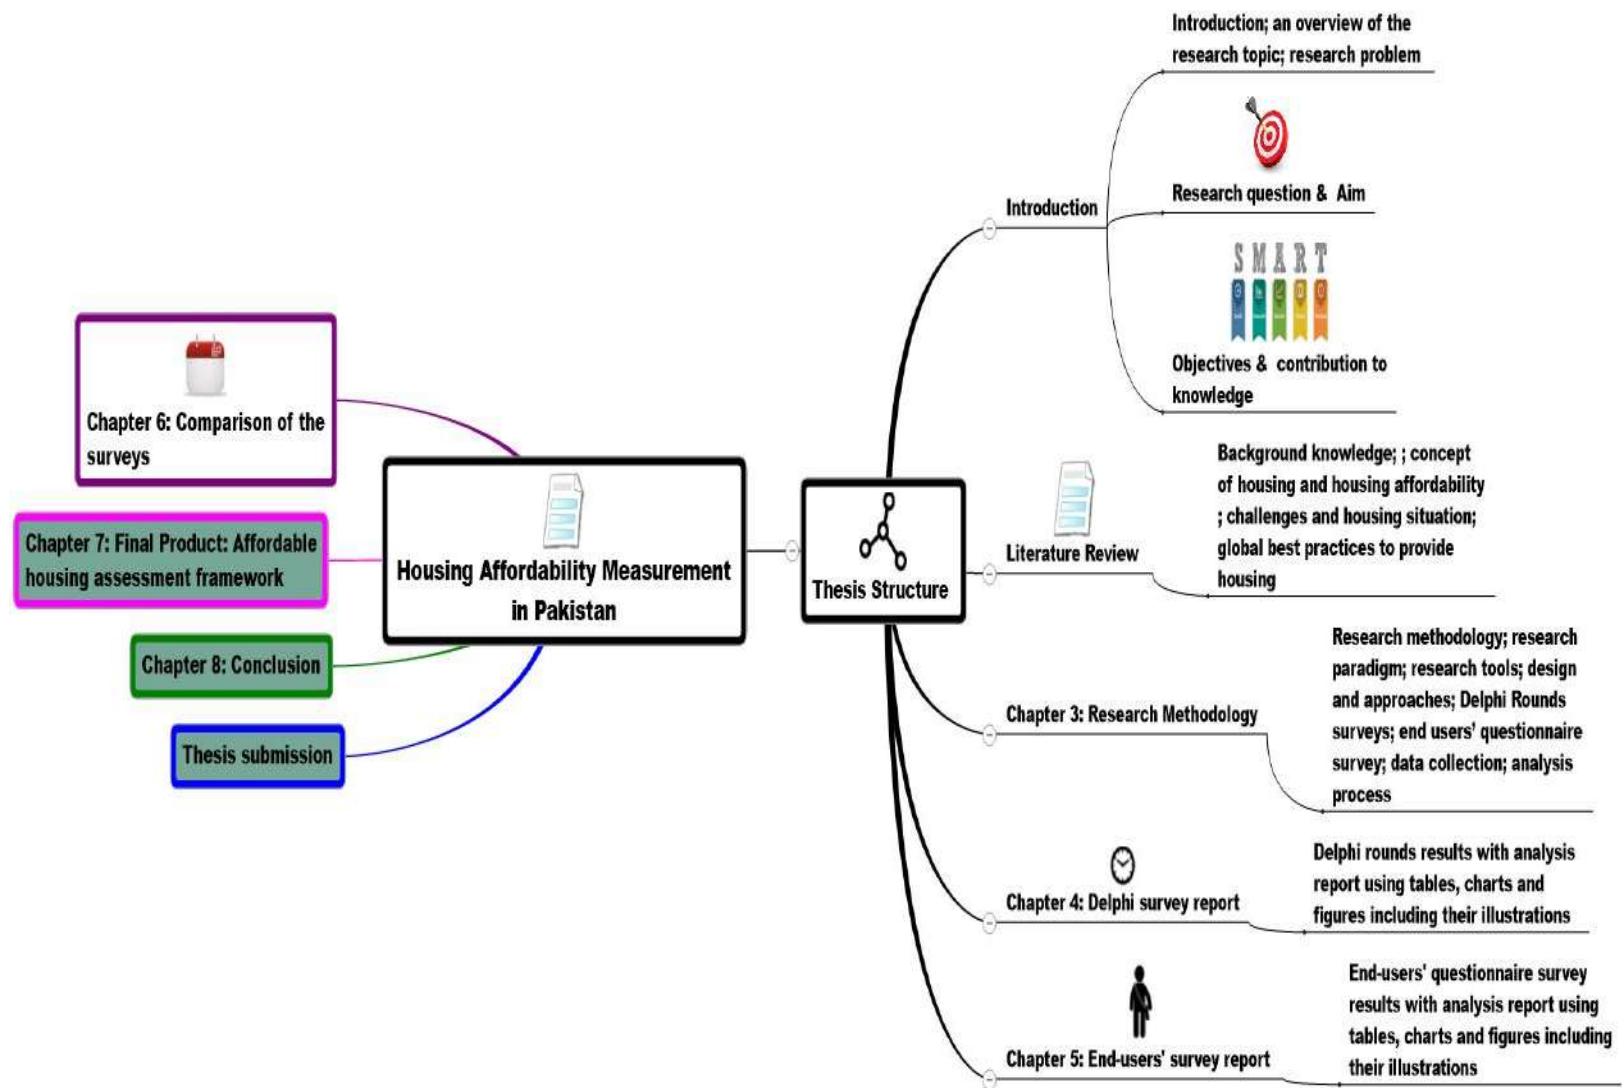 Introduction; an overview of the
research topic; research problem
Research question & Aim
Introduction
S M A R T
Objectives & contribution to
knowledge
Chapter 6: Comparison of the
surveys
Chapter 7: Final Product: Affordable
housing assessment framework
Chapter 8: Conclusion
Thesis submission
Housing Affordability Measurement
in Pakistan
Thesis Structure
Literature Review
Background knowledge; ; concept
of housing and housing affordability
; challenges and housing situation;
global best practices to provide
housing
Chapter 3: Research Methodology
Research methodology; research
paradigm; research tools; design
and approaches; Delphi Rounds
surveys; end users' questionnaire
survey; data collection; analysis
process
Chapter 4: Delphi survey report
Delphi rounds results with analysis
report using tables, charts and
figures including their illustrations
Chapter 5: End-users' survey report
End-users' questionnaire survey
results with analysis report using
tables, charts and figures including
their illustrations